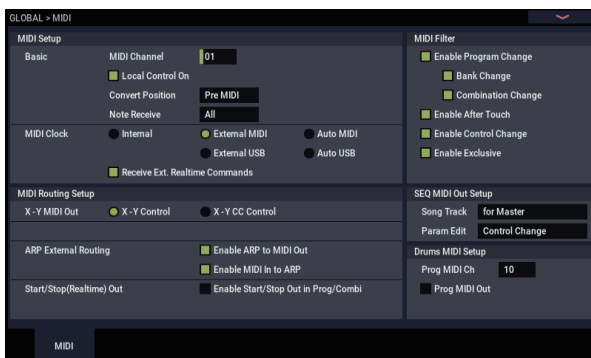 GLOBAL > MIDI
MIDI Setup
Basic
MIDI Channel 01
Local Control On
Convert Position Pre MIDI
Note Receive All
MIDI Clock Internal External MIDI Auto MIDI
External USB Auto USB
Receive Ext. Realtime Commands
MIDI Routing Setup
X -Y MIDI Out X -Y Control X -Y CC Control
ARP External Routing Enable ARP to MIDI Out
Enable MIDI In to ARP
Start/Stop(Realtime) Out Enable Start/Stop Out in Prog/Combi
MIDI Filter
Enable Program Change
Bank Change
Combination Change
Enable After Touch
Enable Control Change
Enable Exclusive
SEQ MIDI Out Setup
Song Track for Master
Param Edit Control Change
Drums MIDI Setup
Prog MIDI Ch 10
Prog MIDI Out
MIDI